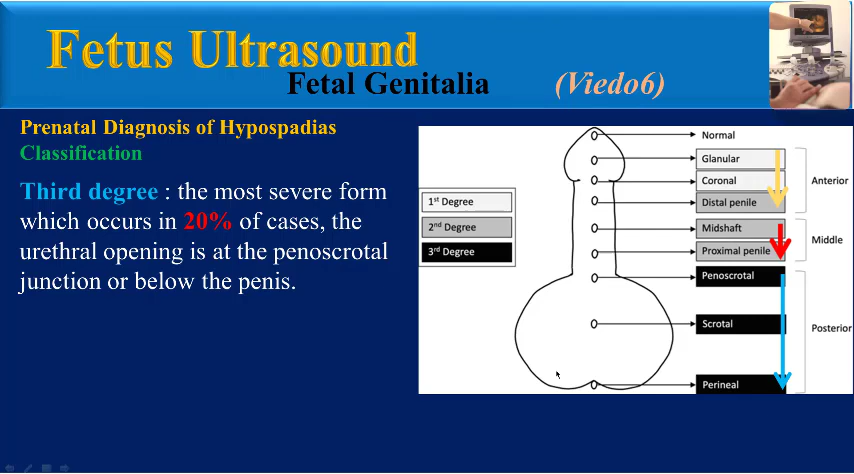 Fetus Ultrasound
Fetal Genitalia
(Viedo6)
Prenatal Diagnosis of Hypospadias
Classification
Third degree : the most severe form
which occurs in 20% of cases, the
urethral opening is at the penoscrotal
junction or below the penis.
1st Degree
2nd Degree
3rd Degree
Normal
Glanular
Coronal
Distal penile
Anterior
Midshaft
Proximal penile
Middle
Penoscrotal
Scrotal
Perineal
Posterior